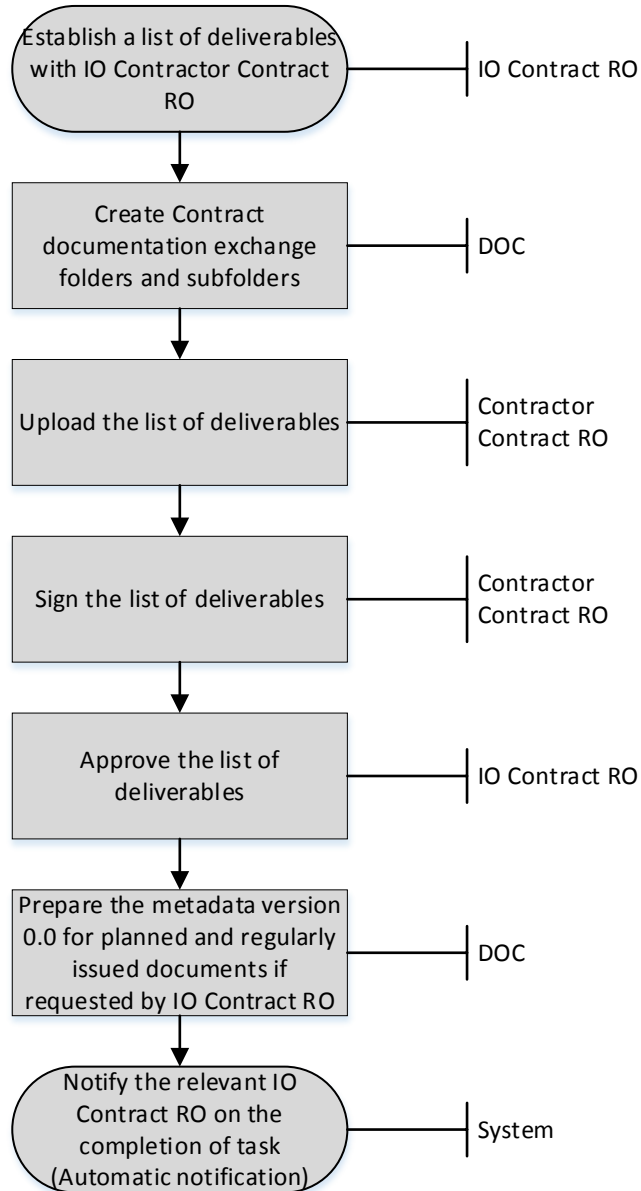 Establish a list of deliverables
with IO Contractor Contract
RO
IO Contract RO
Create Contract
documentation exchange
folders and subfolders
DOC
Upload the list of deliverables
Contractor
Contract RO
Sign the list of deliverables
Contractor
Contract RO
Approve the list of
deliverables
IO Contract RO
Prepare the metadata version
0.0 for planned and regularly
issued documents if
requested by IO Contract RO
DOC
Notify the relevant IO
Contract RO on the
completion of task
(Automatic notification)
System